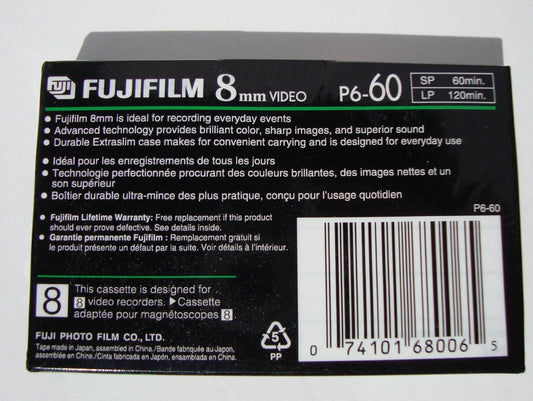 FUJI FUJIFILM 8mm VIDEO P6-60 SP 60min.
LP 120min.
• Fujifilm 8mm is ideal for recording everyday events
• Advanced technology provides brilliant color, sharp images, and superior sound
• Durable Extraslim case makes for convenient carrying and is designed for everyday use
• Idéal pour les enregistrements de tous les jours
• Technologie perfectionnée procurant des couleurs brillantes, des images nettes et un
son supérieur
• Boîtier durable ultra-mince des plus pratique, conçu pour l'usage quotidien
P6-60
• Fujifilm Lifetime Warranty: Free replacement if this product
should ever prove defective. See details inside.
• Garantie permanente Fujifilm : Remplacement gratuit si
le produit présente un défaut par la suite. Voir détails à l'intérieur.
8 This cassette is designed for
8 video recorders. ▶Cassette
adaptée pour magnétoscopes 8.
FUJI PHOTO FILM CO., LTD.
Tape made in Japan, assembled in China./Bande fabriquée au Japon,
assemblée en Chine./Cinta fabricada en Japón, ensamblada en China.
5
PP
0 74101 68006 5